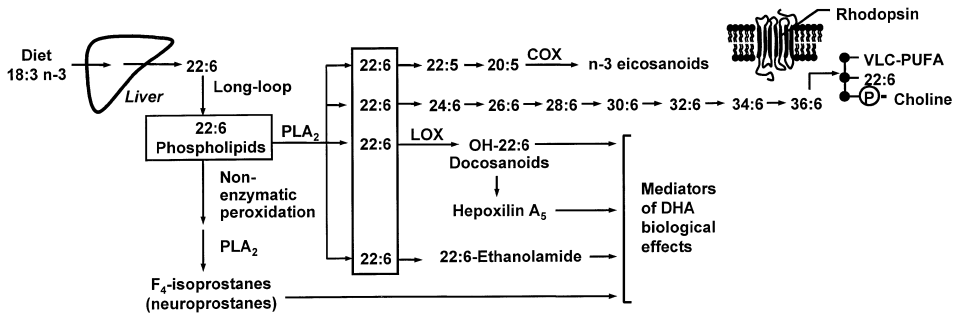 Rhodopsin
Diet
18:3 n-3
Liver
22:6
Long-loop
22:6
Phospholipids
PLA2
Non-
enzymatic
peroxidation
PLA2
F4-isoprostanes
(neuroprostanes)
22:6 22:5 20:5 COX n-3 eicosanoids
22:6 24:6 26:6 28:6 30:6 32:6 34:6 36:6
VLC-PUFA
22:6
P - Choline
22:6 LOX OH-22:6
Docosanoids
Hepoxilin A5
22:6 22:6-Ethanolamide
Mediators
of DHA
biological
effects